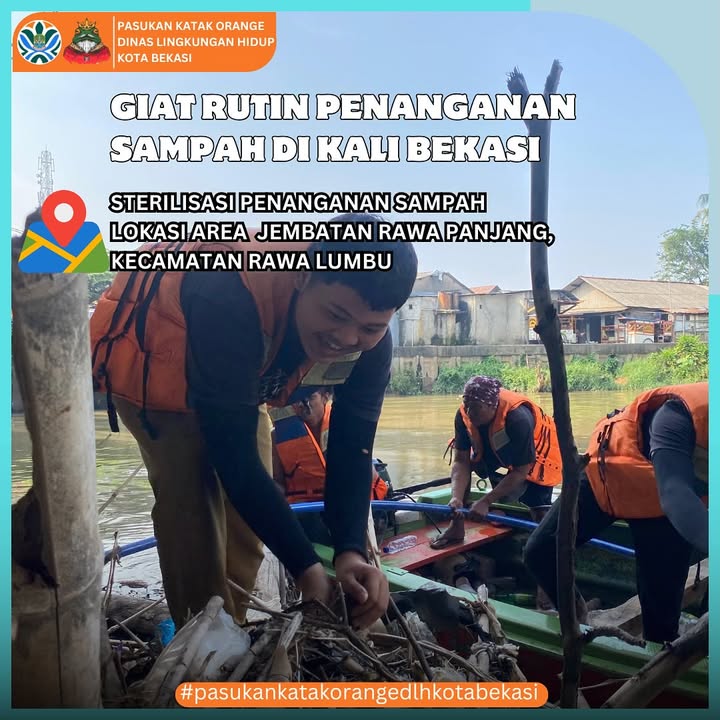 PASUKAN KATAK ORANGE
DINAS LINGKUNGAN HIDUP
KOTA BEKASI
GIAT RUTIN PENANGANAN
SAMPAH DI KALI BEKASI
STERILISASI PENANGANAN SAMPAH
LOKASI AREA JEMBATAN RAWA PANJANG,
KECAMATAN RAWA LUMBU
#pasukankatakorangedlhkotabekasi